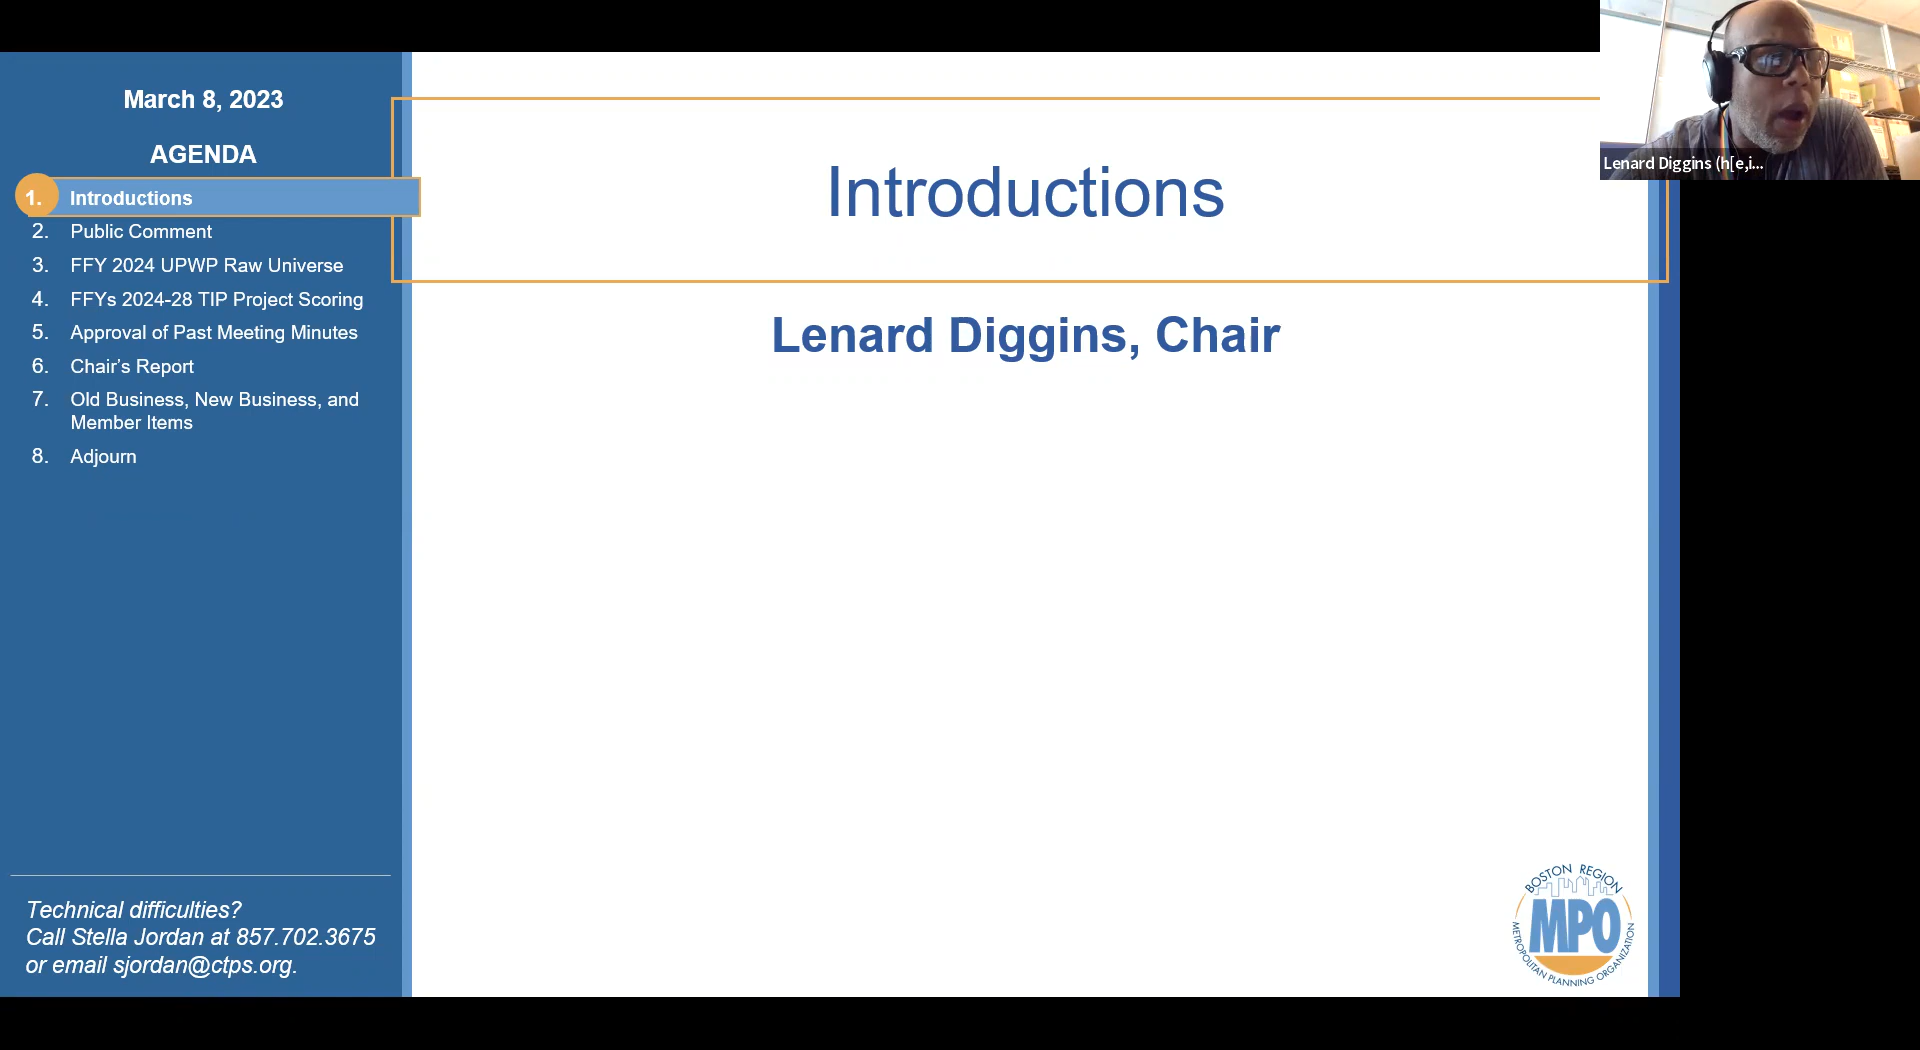 March 8, 2023
AGENDA
1. Introductions
2. Public Comment
3. FFY 2024 UPWP Raw Universe
4. FFYs 2024-28 TIP Project Scoring
5. Approval of Past Meeting Minutes
6. Chair’s Report
7. Old Business, New Business, and
Member Items
8. Adjourn
Technical difficulties?
Call Stella Jordan at 857.702.3675
or email sjordan@ctps.org.
Introductions
Lenard Diggins, Chair
Lenard Diggins (h[e,i...
BOSTON REGION
MPO
METROPOLITAN PLANNING ORGANIZATION